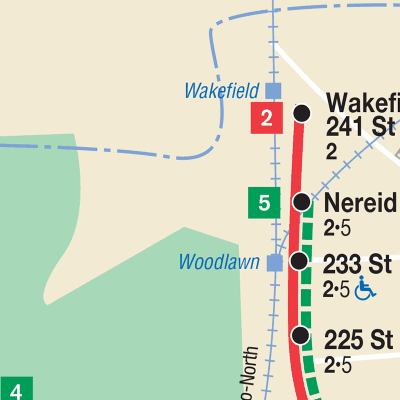 Wakefield
Wakefi
241 St
2
2
5
Nereid
2•5
Woodlawn
233 St
2•5
225 St
2•5
o-North
4